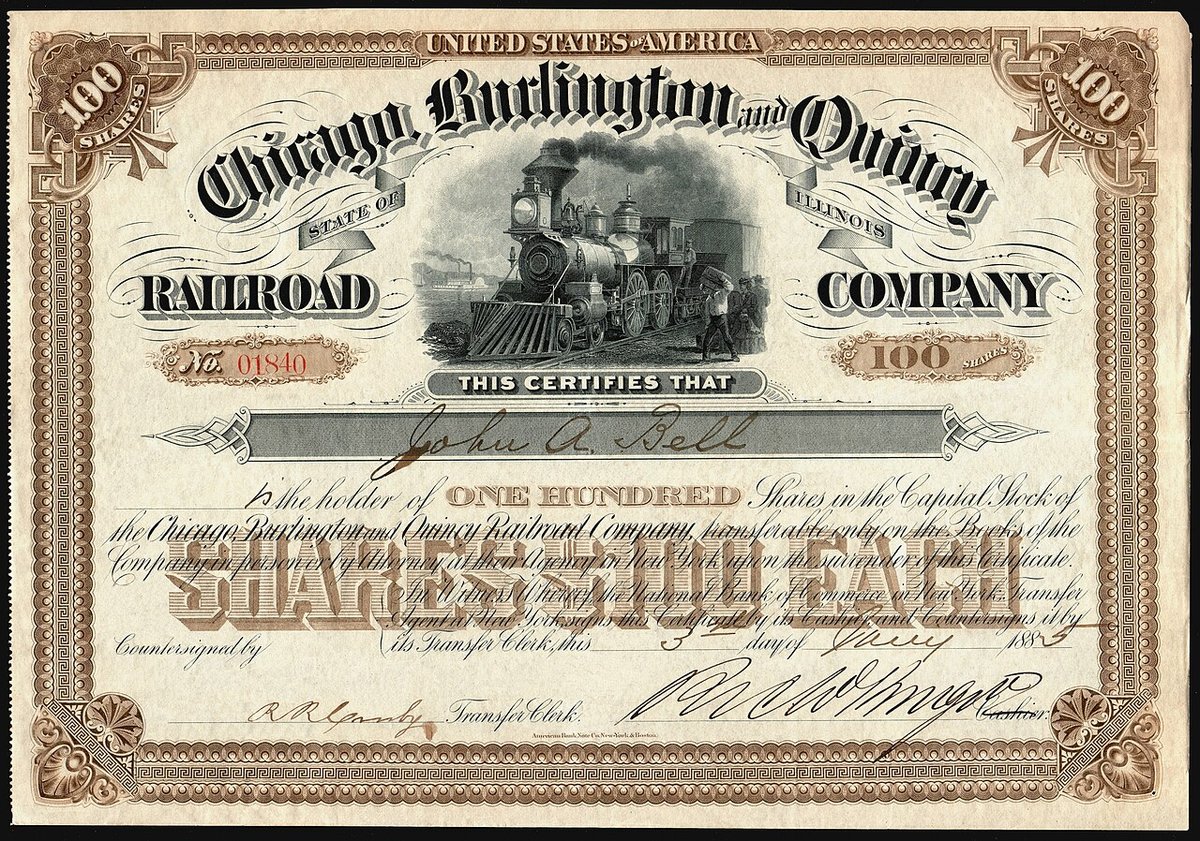 UNITED STATES OF AMERICA
100 SHARES
100 SHARES
Chicago, Burlington and Quincy
STATE OF ILLINOIS
RAILROAD COMPANY
No. 01840
100 SHARES
THIS CERTIFIES THAT
John A. Bell
is the holder of ONE HUNDRED Shares in the Capital Stock of
the Chicago, Burlington and Quincy Railroad Company, transferable only on the Books of the
Company in person or by Attorney at their Agency in New York upon the surrender of this Certificate.
SHARES $100 EACH
In Witness Whereof, the National Bank of Commerce in New York, Transfer
Agent at New York, signs this Certificate by its Cashier and Countersigns it by
Countersigned by its Transfer Clerk, this 3rd day of Jany 1885
Transfer Clerk. Cashier.
American Bank Note Co. New-York & Boston.